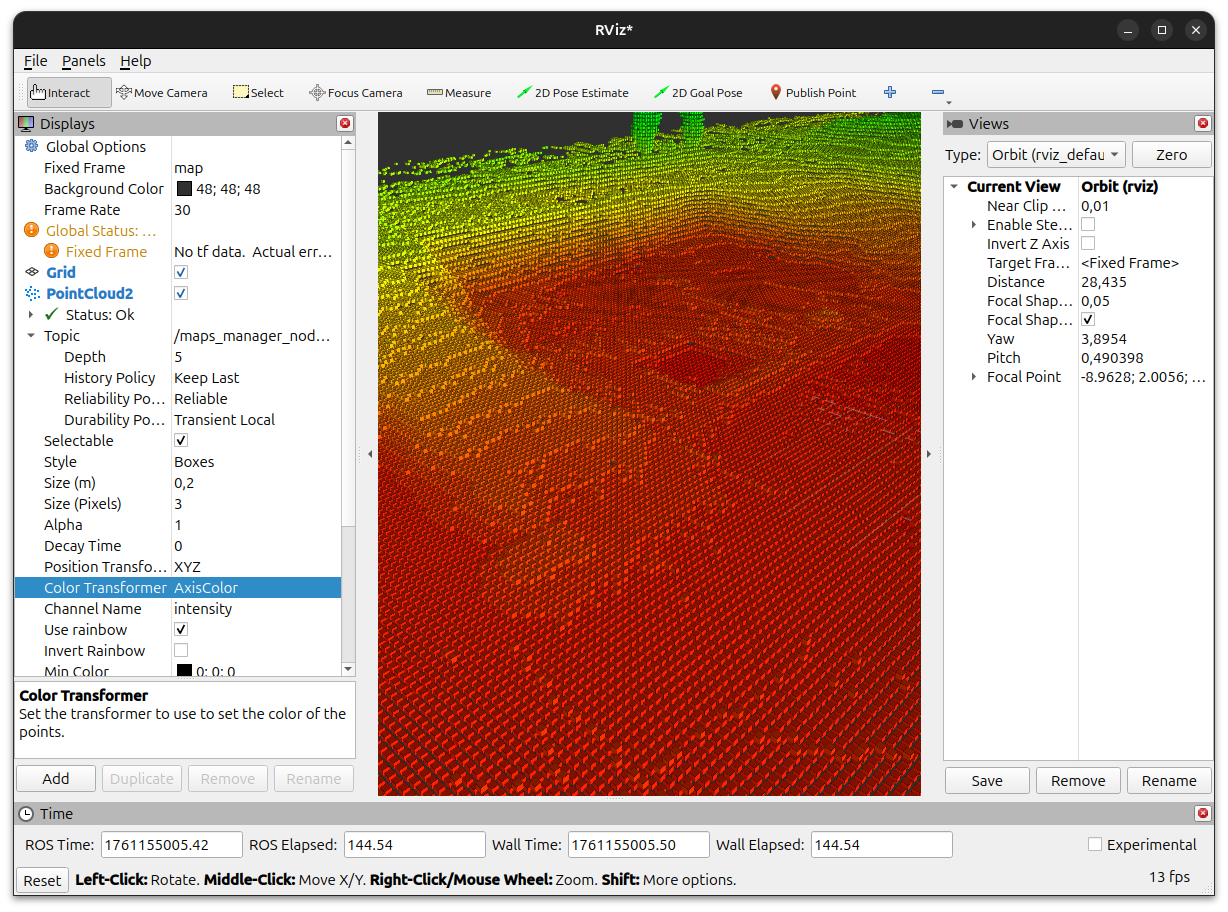 RViz*
File Panels Help
Interact Move Camera Select Focus Camera Measure 2D Pose Estimate 2D Goal Pose Publish Point
Displays
Global Options
Fixed Frame map
Background Color 48; 48; 48
Frame Rate 30
Global Status: ...
Fixed Frame No tf data. Actual err...
Grid
PointCloud2
Status: Ok
Topic /maps_manager_nod...
Depth 5
History Policy Keep Last
Reliability Po... Reliable
Durability Po... Transient Local
Selectable
Style Boxes
Size (m) 0,2
Size (Pixels) 3
Alpha 1
Decay Time 0
Position Transfo... XYZ
Color Transformer AxisColor
Channel Name intensity
Use rainbow
Invert Rainbow
Min Color 0; 0; 0
Color Transformer
Set the transformer to use to set the color of the
points.
Add Duplicate Remove Rename
Views
Type: Orbit (rviz_defau Zero
Current View Orbit (rviz)
Near Clip ... 0,01
Enable Ste...
Invert Z Axis
Target Fra... <Fixed Frame>
Distance 28,435
Focal Shap... 0,05
Focal Shap...
Yaw 3,8954
Pitch 0,490398
Focal Point -8.9628; 2.0056; ...
Save Remove Rename
Time
ROS Time: 1761155005.42 ROS Elapsed: 144.54 Wall Time: 1761155005.50 Wall Elapsed: 144.54 Experimental
Reset Left-Click: Rotate. Middle-Click: Move X/Y. Right-Click/Mouse Wheel: Zoom. Shift: More options. 13 fps